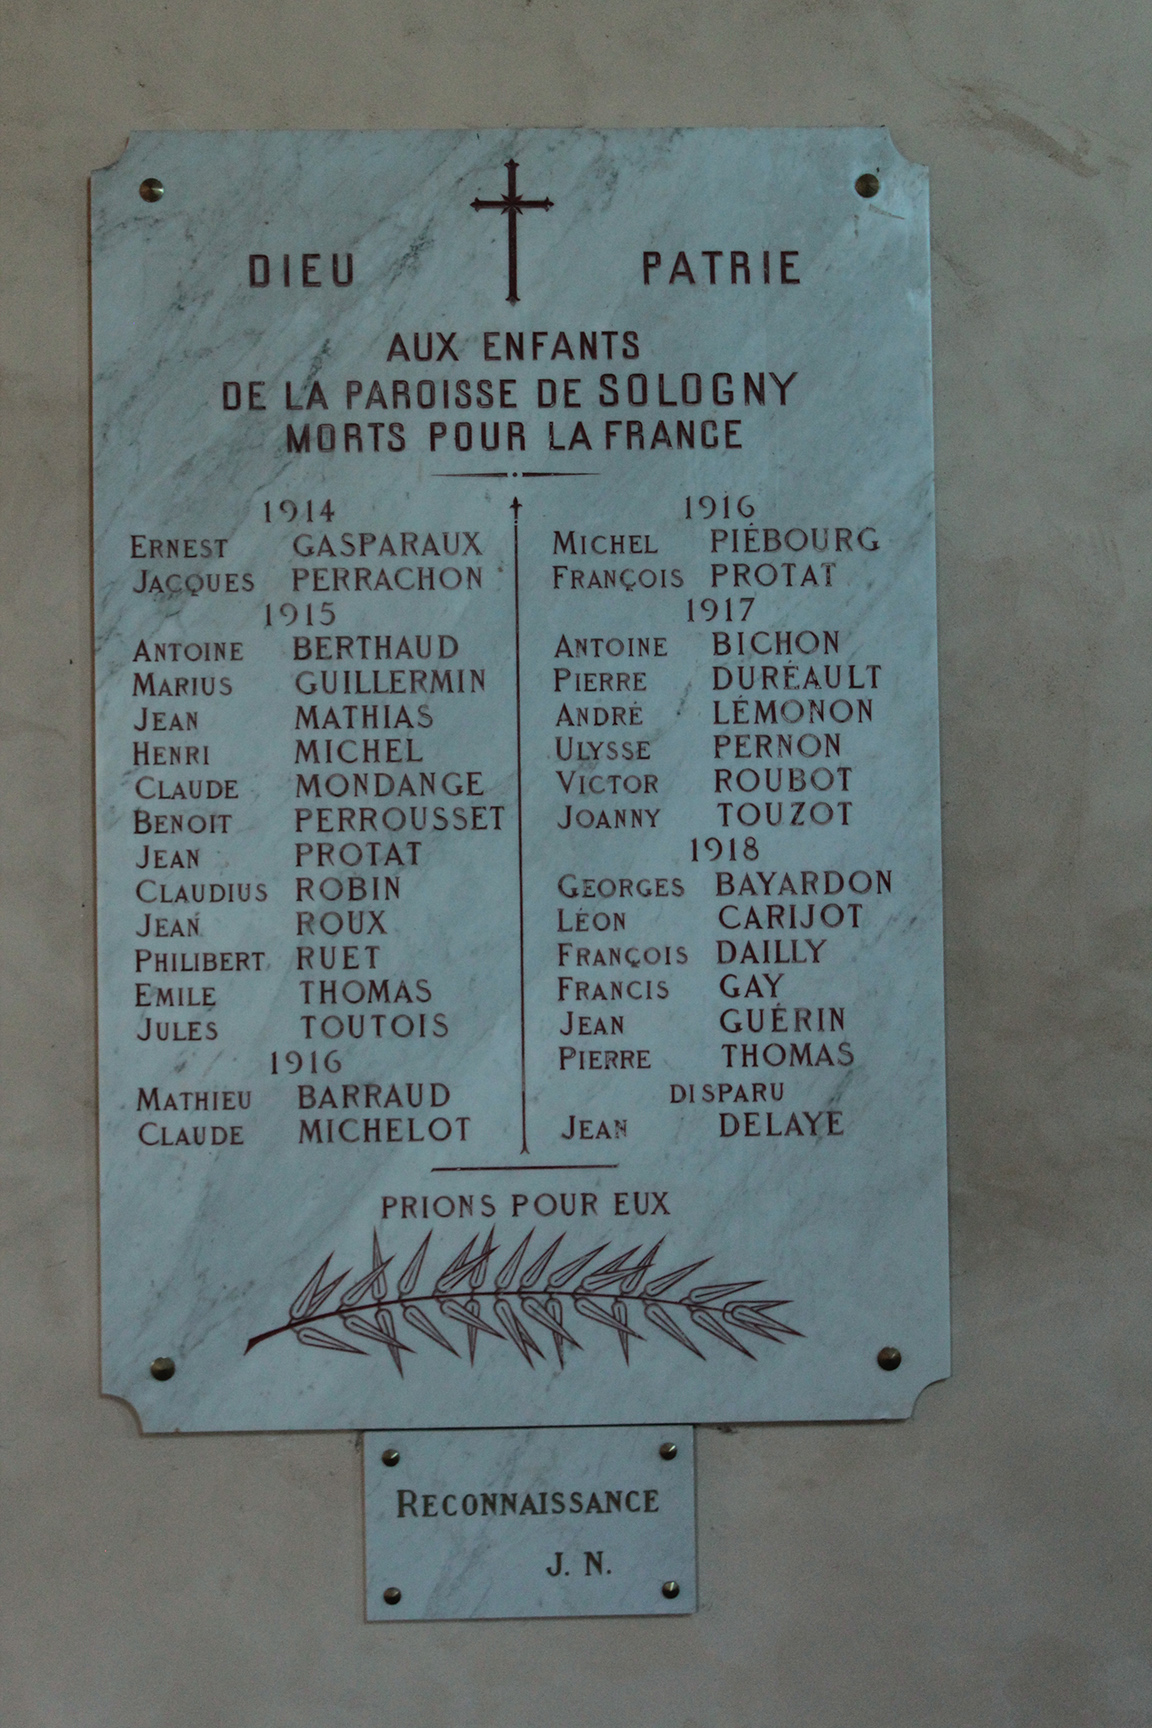 DIEU PATRIE
AUX ENFANTS
DE LA PAROISSE DE SOLOGNY
MORTS POUR LA FRANCE
1914
ERNEST GASPARAUX
JACQUES PERRACHON
1915
ANTOINE BERTHAUD
MARIUS GUILLERMIN
JEAN MATHIAS
HENRI MICHEL
CLAUDE MONDANGE
BENOIT PERROUSSET
JEAN PROTAT
CLAUDIUS ROBIN
JEAN ROUX
PHILIBERT RUET
EMILE THOMAS
JULES TOUTOIS
1916
MATHIEU BARRAUD
CLAUDE MICHELOT
1916
MICHEL PIÉBOURG
FRANÇOIS PROTAT
1917
ANTOINE BICHON
PIERRE DURÉAULT
ANDRÉ LÉMONON
ULYSSE PERNON
VICTOR ROUBOT
JOANNY TOUZOT
1918
GEORGES BAYARDON
LÉON CARIJOT
FRANÇOIS DAILLY
FRANCIS GAY
JEAN GUÉRIN
PIERRE THOMAS
DISPARU
JEAN DELAYE
PRIONS POUR EUX
RECONNAISSANCE
J. N.